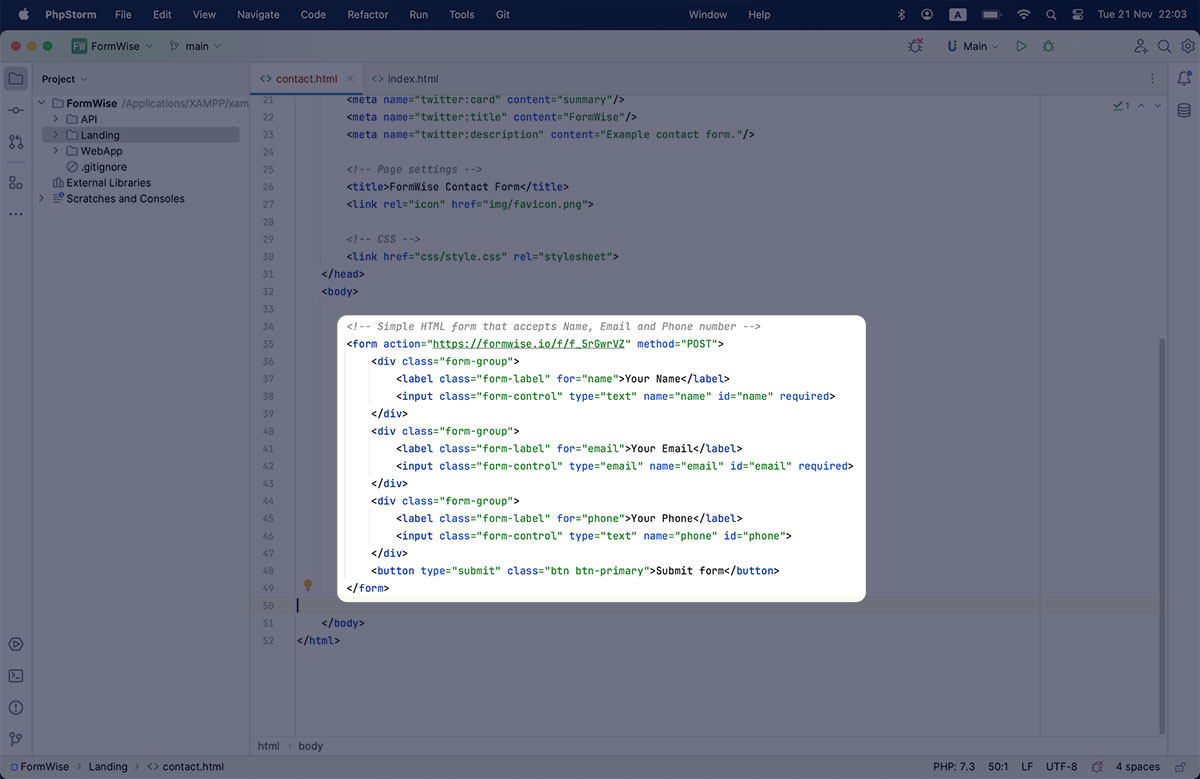 PhpStorm File Edit View Navigate Code Refactor Run Tools Git Window Help A Tue 21 Nov 22:03
FW FormWise main Main
Project
contact.html index.html
FormWise /Applications/XAMPP/xam
API
Landing
WebApp
.gitignore
External Libraries
Scratches and Consoles
1
21 <meta name="twitter:card" content="summary"/>
22 <meta name="twitter:title" content="FormWise"/>
23 <meta name="twitter:description" content="Example contact form."/>
24
25 <!-- Page settings -->
26 <title>FormWise Contact Form</title>
27 <link rel="icon" href="img/favicon.png">
28
29 <!-- CSS -->
30 <link href="css/style.css" rel="stylesheet">
31 </head>
32 <body>
33
34 <!-- Simple HTML form that accepts Name, Email and Phone number -->
35 <form action="https://formwise.io/f/f_5rGwrVZ" method="POST">
36 <div class="form-group">
37 <label class="form-label" for="name">Your Name</label>
38 <input class="form-control" type="text" name="name" id="name" required>
39 </div>
40 <div class="form-group">
41 <label class="form-label" for="email">Your Email</label>
42 <input class="form-control" type="email" name="email" id="email" required>
43 </div>
44 <div class="form-group">
45 <label class="form-label" for="phone">Your Phone</label>
46 <input class="form-control" type="text" name="phone" id="phone">
47 </div>
48 <button type="submit" class="btn btn-primary">Submit form</button>
49 </form>
50
51 </body>
52 </html>
html › body
FormWise › Landing › <> contact.html PHP: 7.3 50:1 LF UTF-8 4 spaces